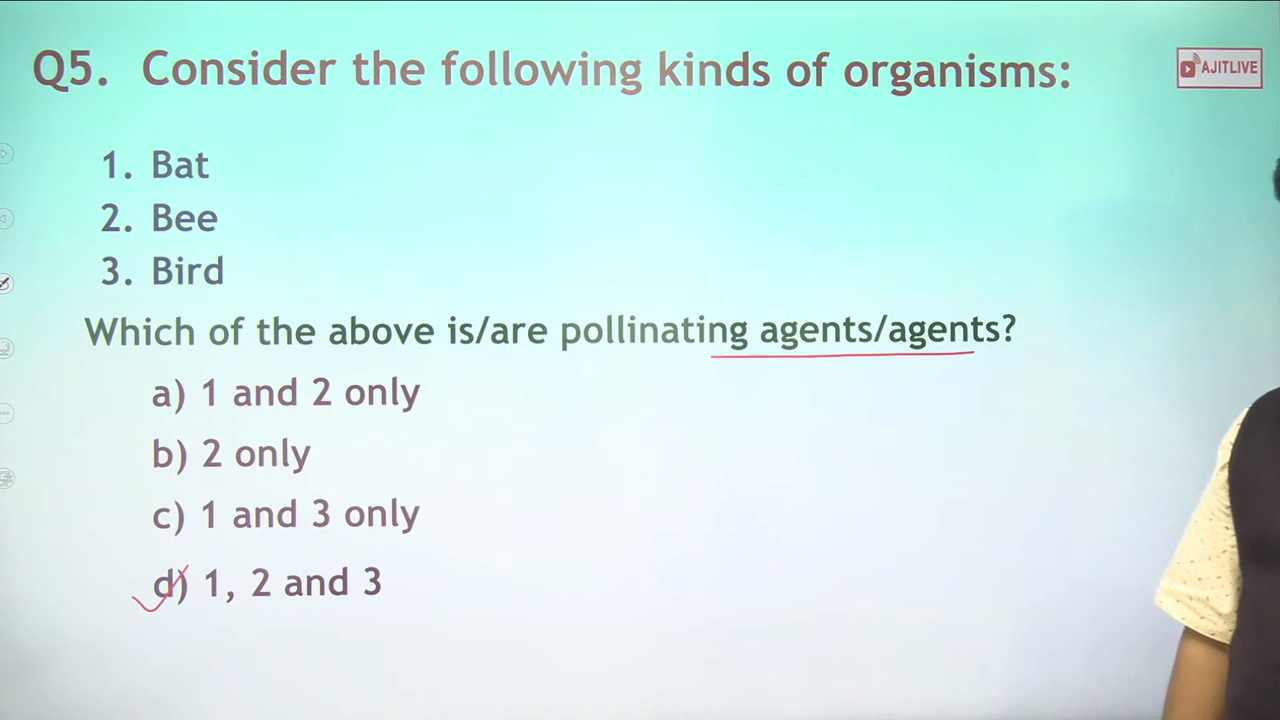 Q5. Consider the following kinds of organisms:
AJITLIVE
1. Bat
2. Bee
3. Bird
Which of the above is/are pollinating agents/agents?
a) 1 and 2 only
b) 2 only
c) 1 and 3 only
d) 1, 2 and 3